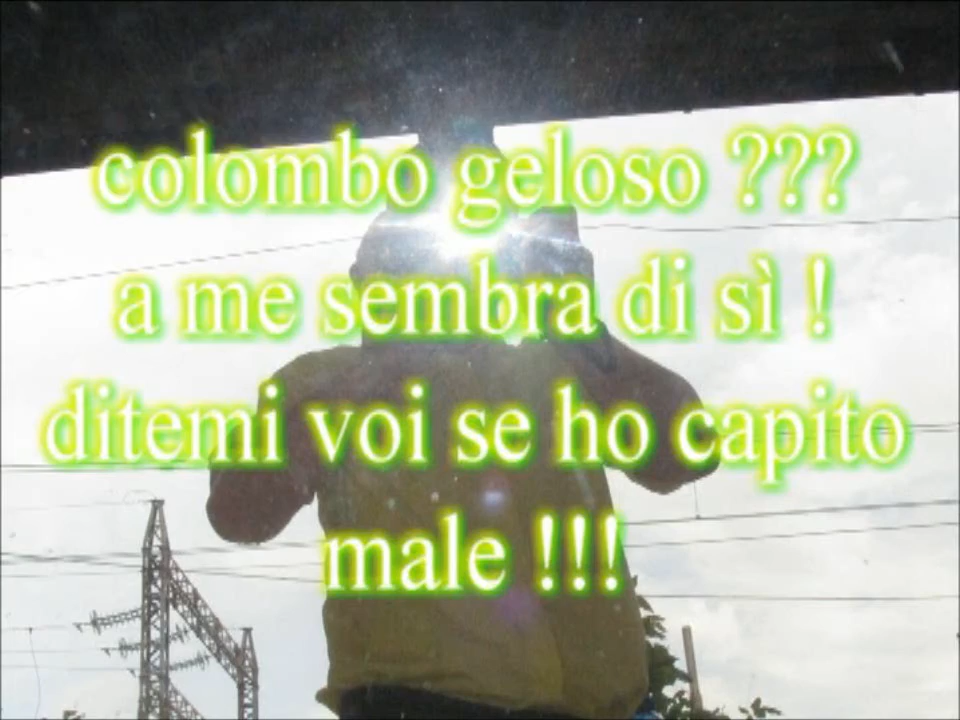 colombo geloso ???
a me sembra di sì !
ditemi voi se ho capito
male !!!